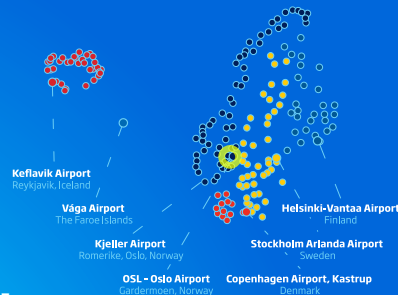 Keflavik Airport
Reykjavik, Iceland
Vága Airport
The Faroe Islands
Helsinki-Vantaa Airport
Finland
Kjeller Airport
Romerike, Oslo, Norway
Stockholm Arlanda Airport
Sweden
OSL - Oslo Airport
Gardermoen, Norway
Copenhagen Airport, Kastrup
Denmark